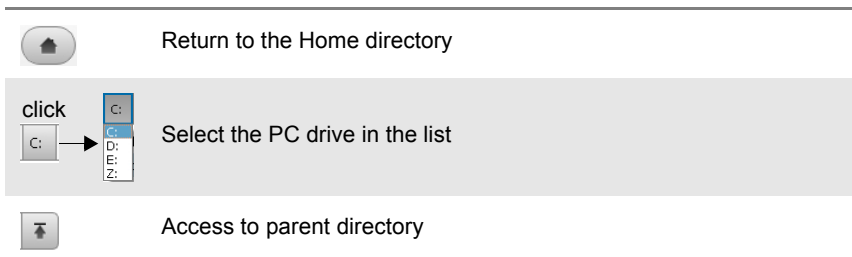 Return to the Home directory
click
C:
C:
C:
D:
E:
Z:
Select the PC drive in the list
Access to parent directory